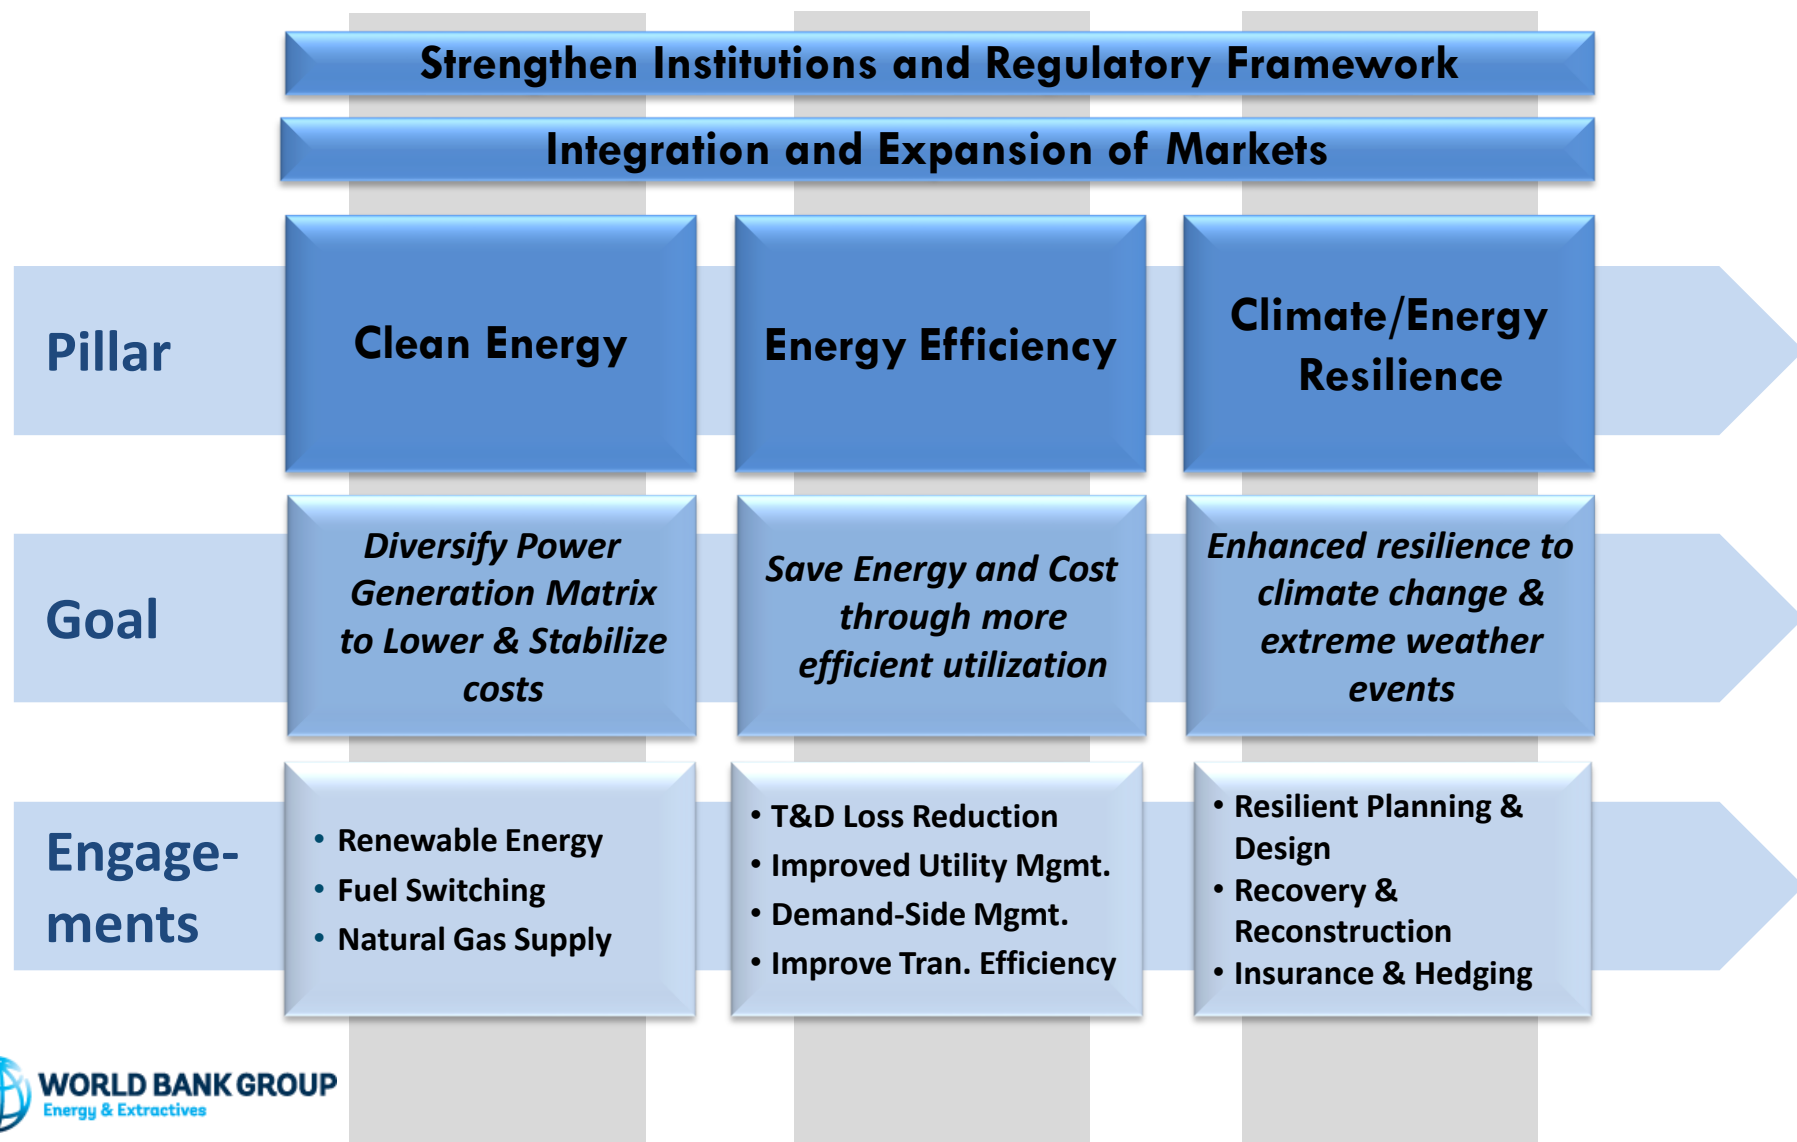 Strengthen Institutions and Regulatory Framework
Integration and Expansion of Markets
Pillar
Clean Energy
Energy Efficiency
Climate/Energy
Resilience
Goal
Diversify Power
Generation Matrix
to Lower & Stabilize
costs
Save Energy and Cost
through more
efficient utilization
Enhanced resilience to
climate change &
extreme weather
events
Engage-
ments
• Renewable Energy
• Fuel Switching
• Natural Gas Supply
• T&D Loss Reduction
• Improved Utility Mgmt.
• Demand-Side Mgmt.
• Improve Tran. Efficiency
• Resilient Planning &
Design
• Recovery &
Reconstruction
• Insurance & Hedging
WORLD BANK GROUP
Energy & Extractives